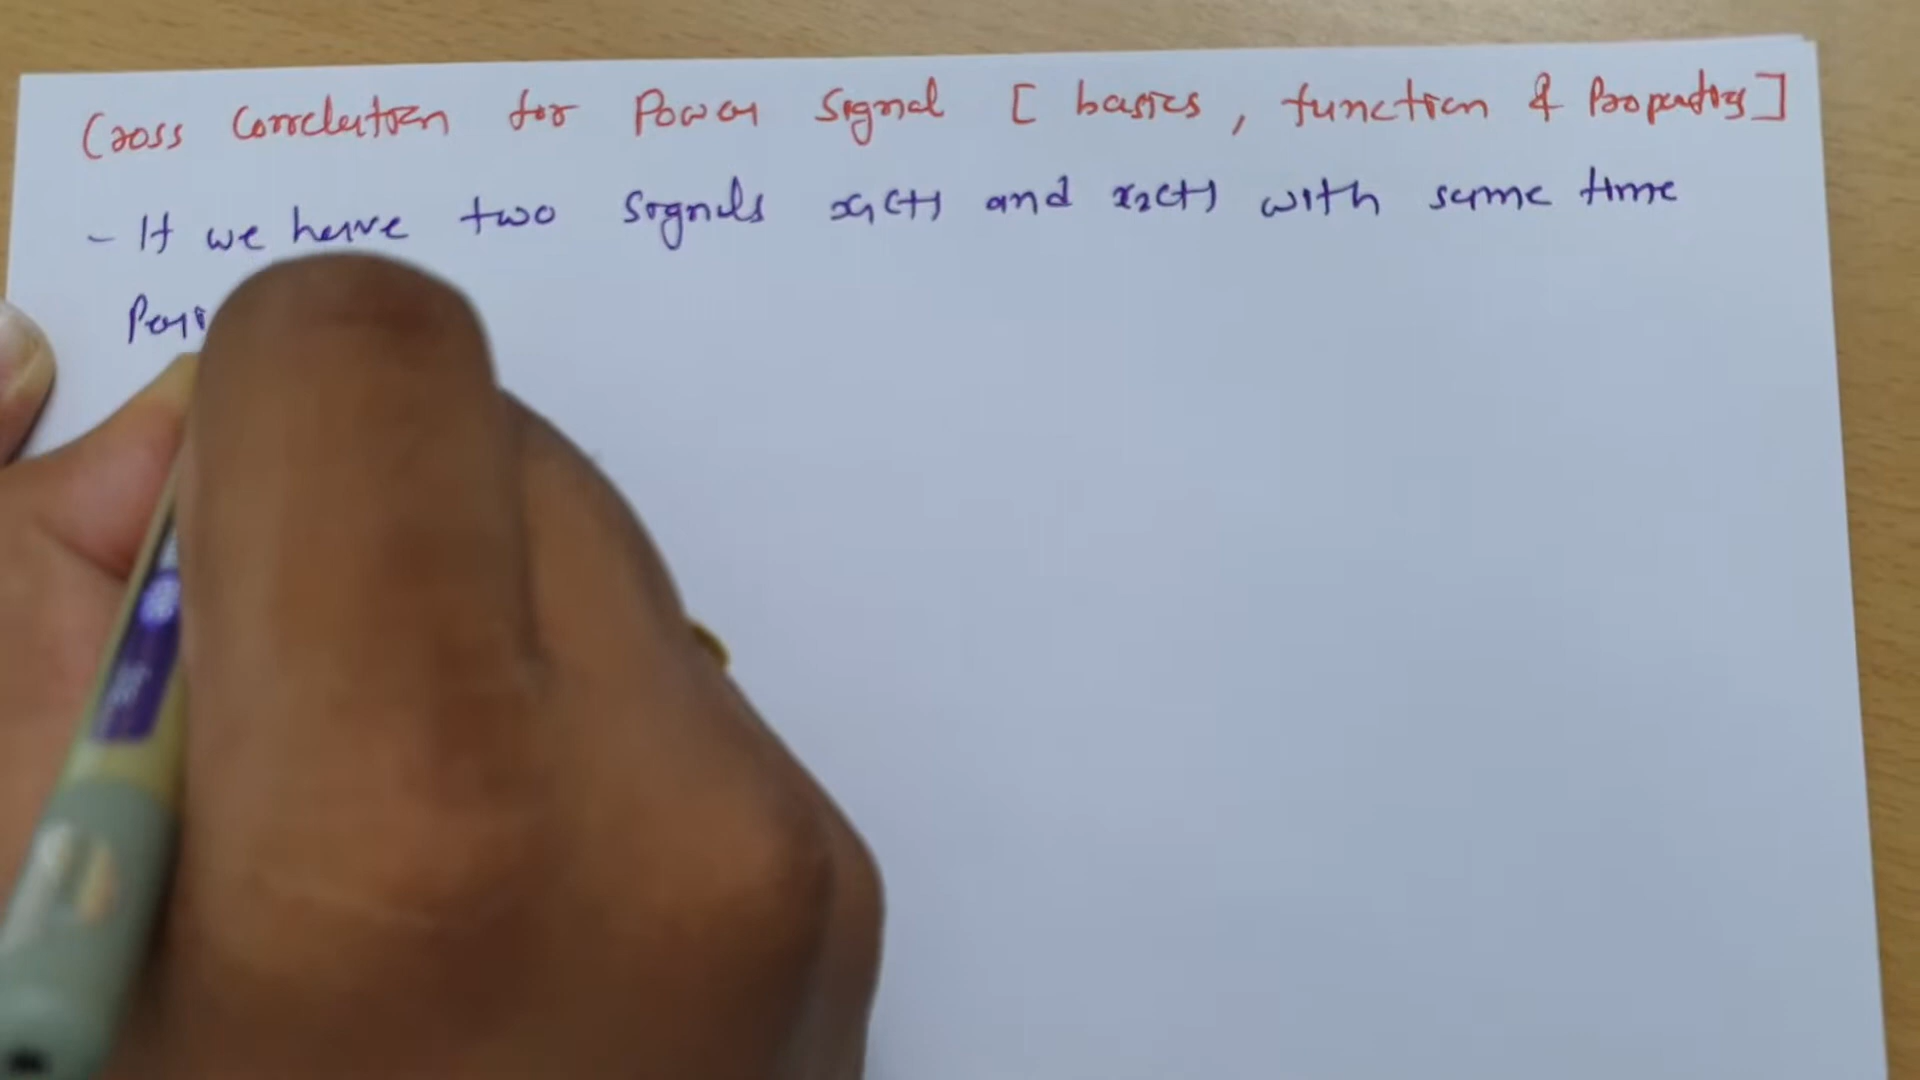 Cross Correlation for Power Signal [ basics , function & Properties ]
- If we have two signals x₁(t) and x₂(t) with same time
Peri